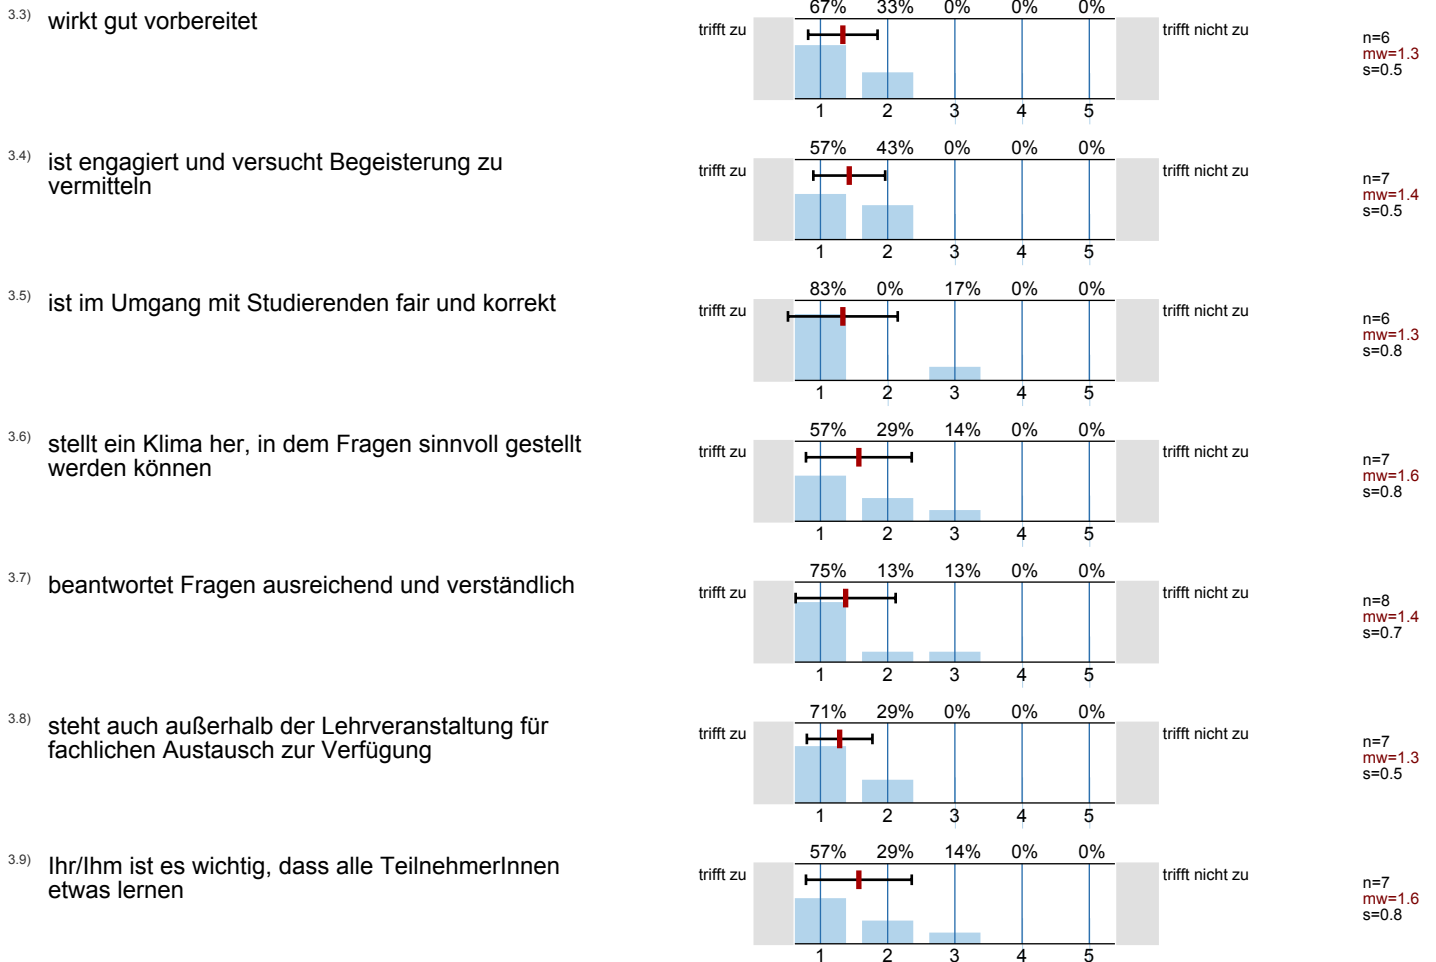 3.3) wirkt gut vorbereitet
67% 33% 0% 0% 0%
trifft zu trifft nicht zu
n=6
mw=1.3
s=0.5
1 2 3 4 5
3.4) ist engagiert und versucht Begeisterung zu
vermitteln
57% 43% 0% 0% 0%
trifft zu trifft nicht zu
n=7
mw=1.4
s=0.5
1 2 3 4 5
3.5) ist im Umgang mit Studierenden fair und korrekt
83% 0% 17% 0% 0%
trifft zu trifft nicht zu
n=6
mw=1.3
s=0.8
1 2 3 4 5
3.6) stellt ein Klima her, in dem Fragen sinnvoll gestellt
werden können
57% 29% 14% 0% 0%
trifft zu trifft nicht zu
n=7
mw=1.6
s=0.8
1 2 3 4 5
3.7) beantwortet Fragen ausreichend und verständlich
75% 13% 13% 0% 0%
trifft zu trifft nicht zu
n=8
mw=1.4
s=0.7
1 2 3 4 5
3.8) steht auch außerhalb der Lehrveranstaltung für
fachlichen Austausch zur Verfügung
71% 29% 0% 0% 0%
trifft zu trifft nicht zu
n=7
mw=1.3
s=0.5
1 2 3 4 5
3.9) Ihr/Ihm ist es wichtig, dass alle TeilnehmerInnen
etwas lernen
57% 29% 14% 0% 0%
trifft zu trifft nicht zu
n=7
mw=1.6
s=0.8
1 2 3 4 5